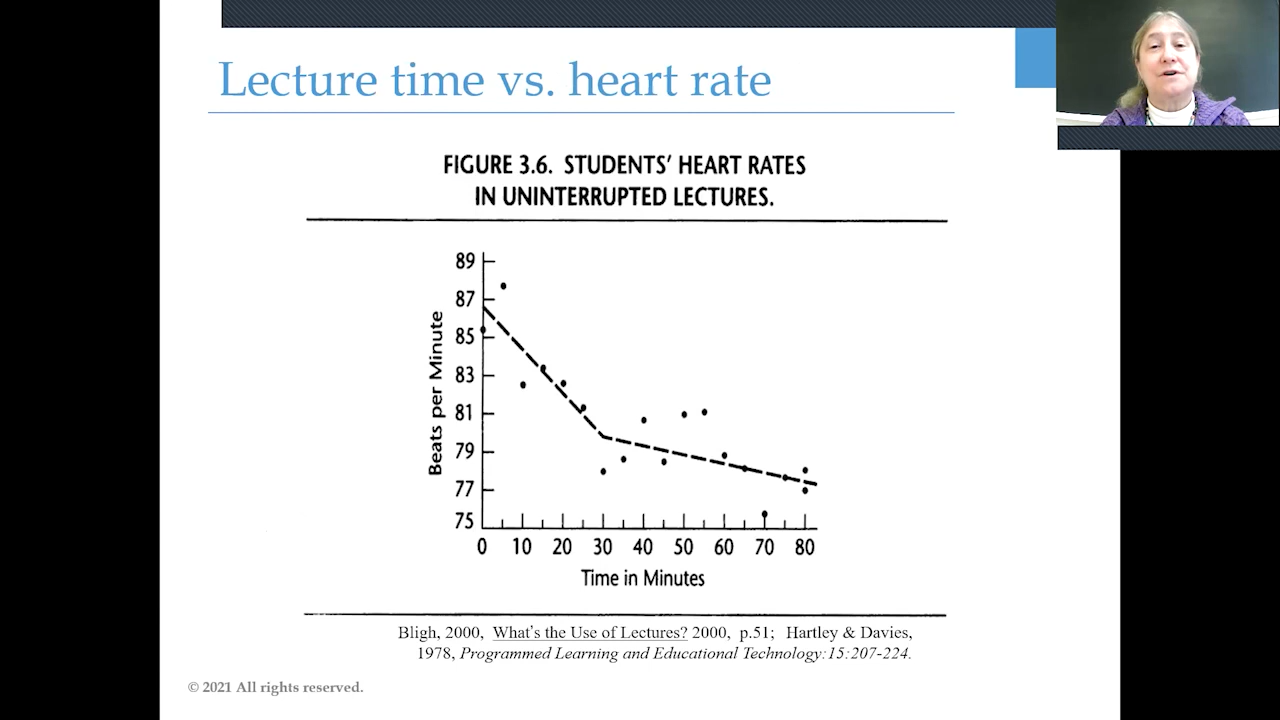 Lecture time vs. heart rate
FIGURE 3.6. STUDENTS' HEART RATES
IN UNINTERRUPTED LECTURES.
89
87
85
83
81
79
77
75
Beats per Minute
0 10 20 30 40 50 60 70 80
Time in Minutes
Bligh, 2000, What's the Use of Lectures? 2000, p.51; Hartley & Davies,
1978, Programmed Learning and Educational Technology:15:207-224.
© 2021 All rights reserved.